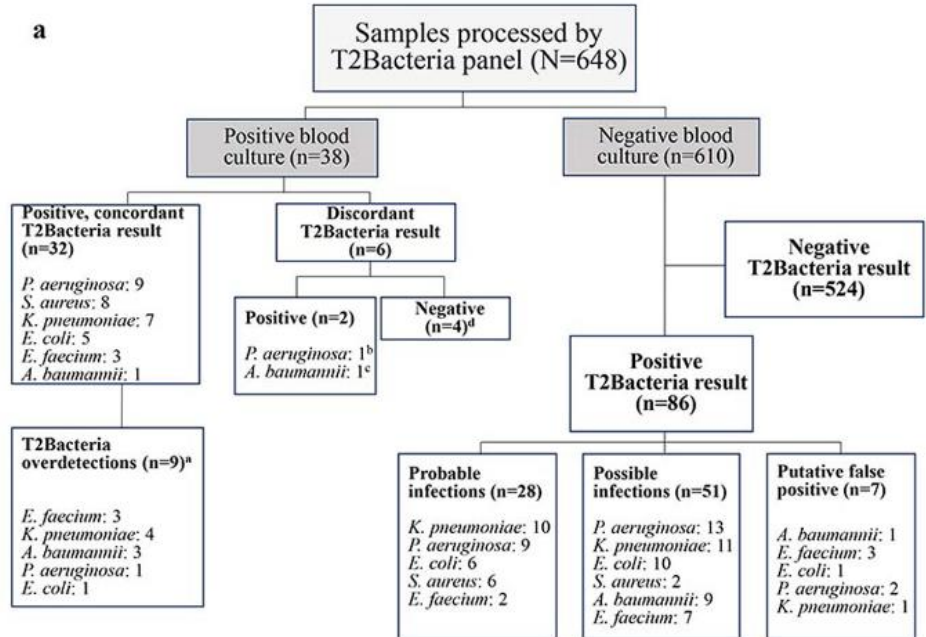 a
Samples processed by
T2Bacteria panel (N=648)
Positive blood
culture (n=38)
Negative blood
culture (n=610)
Positive, concordant
T2Bacteria result
(n=32)
P. aeruginosa: 9
S. aureus: 8
K. pneumoniae: 7
E. coli: 5
E. faecium: 3
A. baumannii: 1
Discordant
T2Bacteria result
(n=6)
Negative
T2Bacteria result
n=524)
Positive (n=2)
P. aeruginosa: 1ᵇ
A. baumannii: 1ᶜ
Negative
(n=4)ᵈ
Positive
T2Bacteria result
(n=86)
T2Bacteria
overdetections (n=9)ᵃ
E. faecium: 3
K. pneumoniae: 4
A. baumannii: 3
P. aeruginosa: 1
E. coli: 1
Probable
infections (n=28)
K. pneumoniae: 10
P. aeruginosa: 9
E. coli: 6
S. aureus: 6
E. faecium: 2
Possible
infections (n=51)
P. aeruginosa: 13
K. pneumoniae: 11
E. coli: 10
S. aureus: 2
A. baumannii: 9
E. faecium: 7
Putative false
positive (n=7)
A. baumannii: 1
E. faecium: 3
E. coli: 1
P. aeruginosa: 2
K. pneumoniae: 1